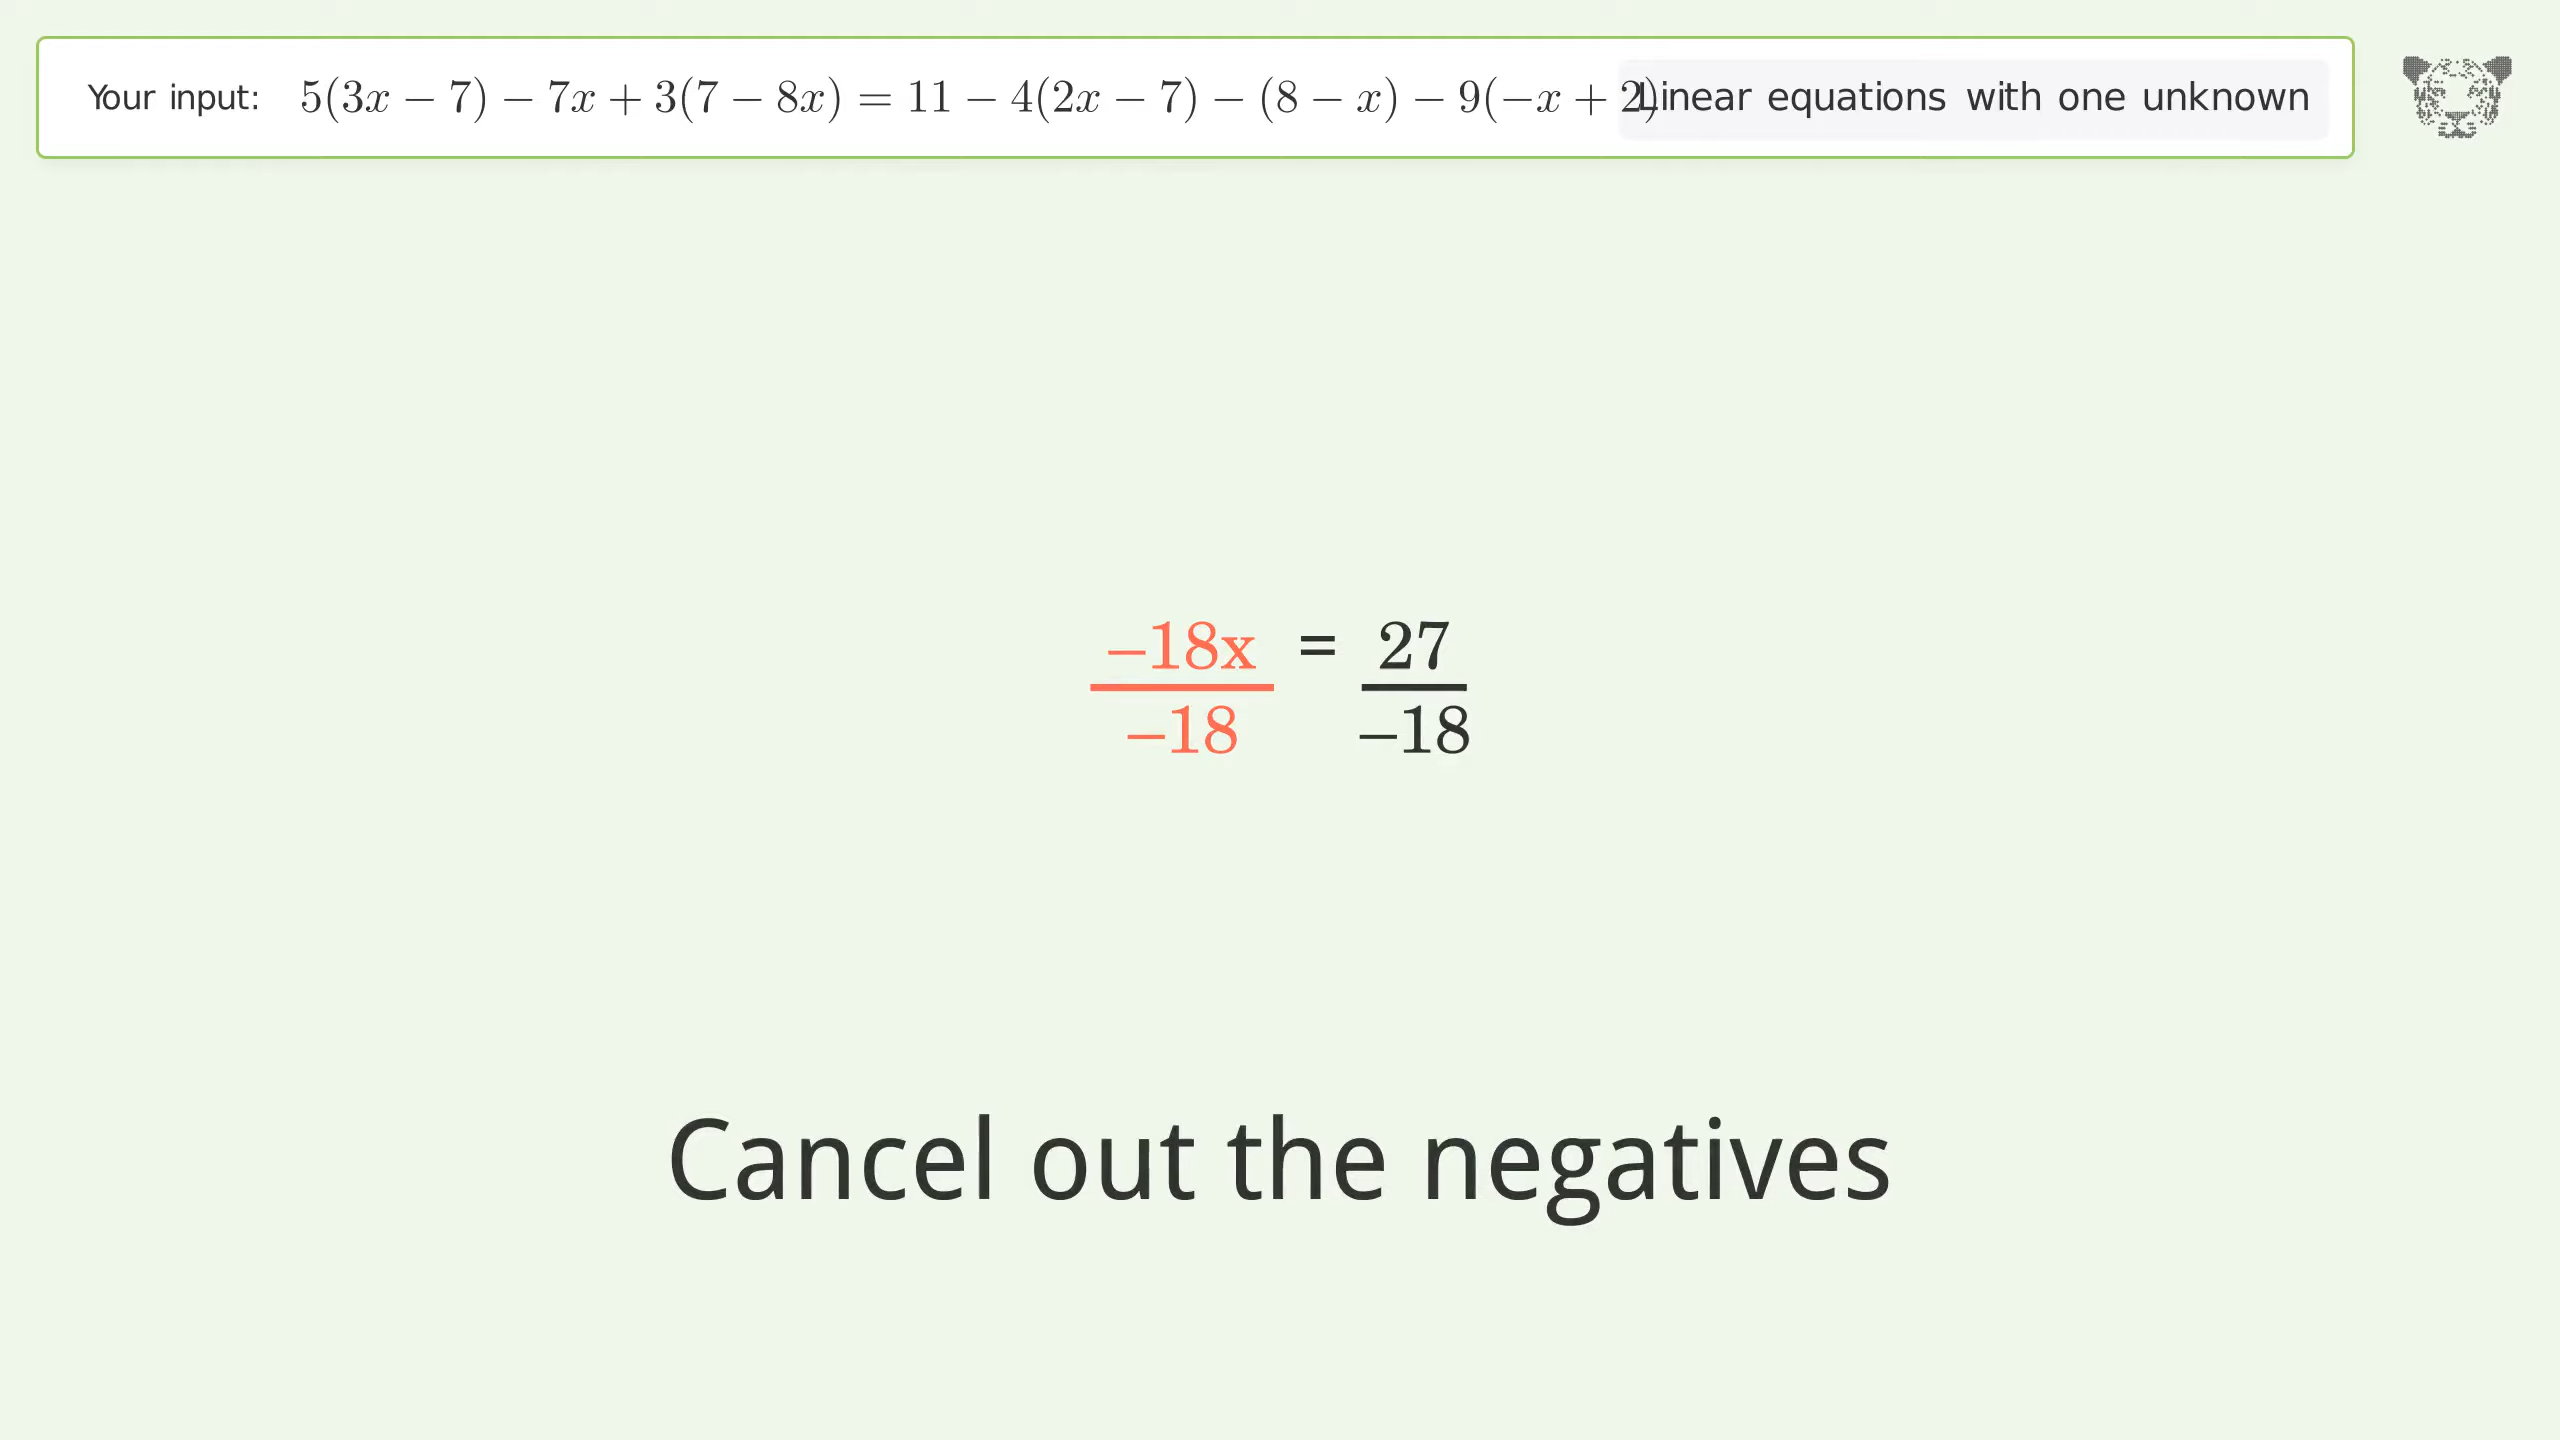 Your input: 5(3x − 7) − 7x + 3(7 − 8x) = 11 − 4(2x − 7) − (8 − x) − 9(−x + 2) Linear equations with one unknown
–18x = 27
–18 –18
Cancel out the negatives